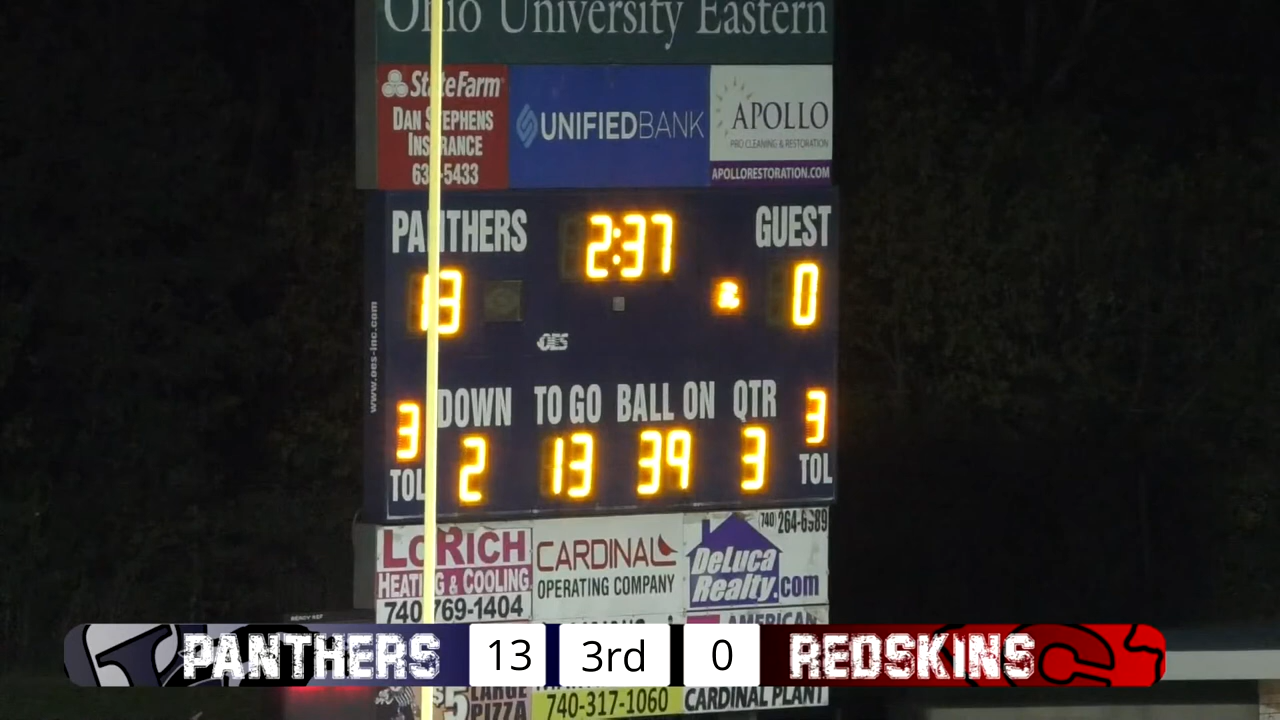 Ohio University Eastern
StateFarm
DAN STEPHENS
INSURANCE
UNIFIEDBANK
APOLLO
PRO CLEANING & RESTORATION
APOLLORESTORATION.COM
PANTHERS
2:37
GUEST
13
0
www.oes-inc.com
OES
DOWN TO GO BALL ON QTR
3
2
13
39
3
3
TOL
TOL
LORICH
HEATING & COOLING
740 769-1404
CARDINAL
OPERATING COMPANY
(740) 264-6589
DeLuca
Realty.com
AMERICAN
PANTHERS 13 3rd 0 REDSKINS
$5 LARGE
PIZZA
740-317-1060
CARDINAL PLANT